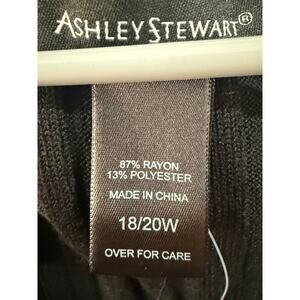 ASHLEY STEWART®
87% RAYON
13% POLYESTER
MADE IN CHINA
18/20W
OVER FOR CARE